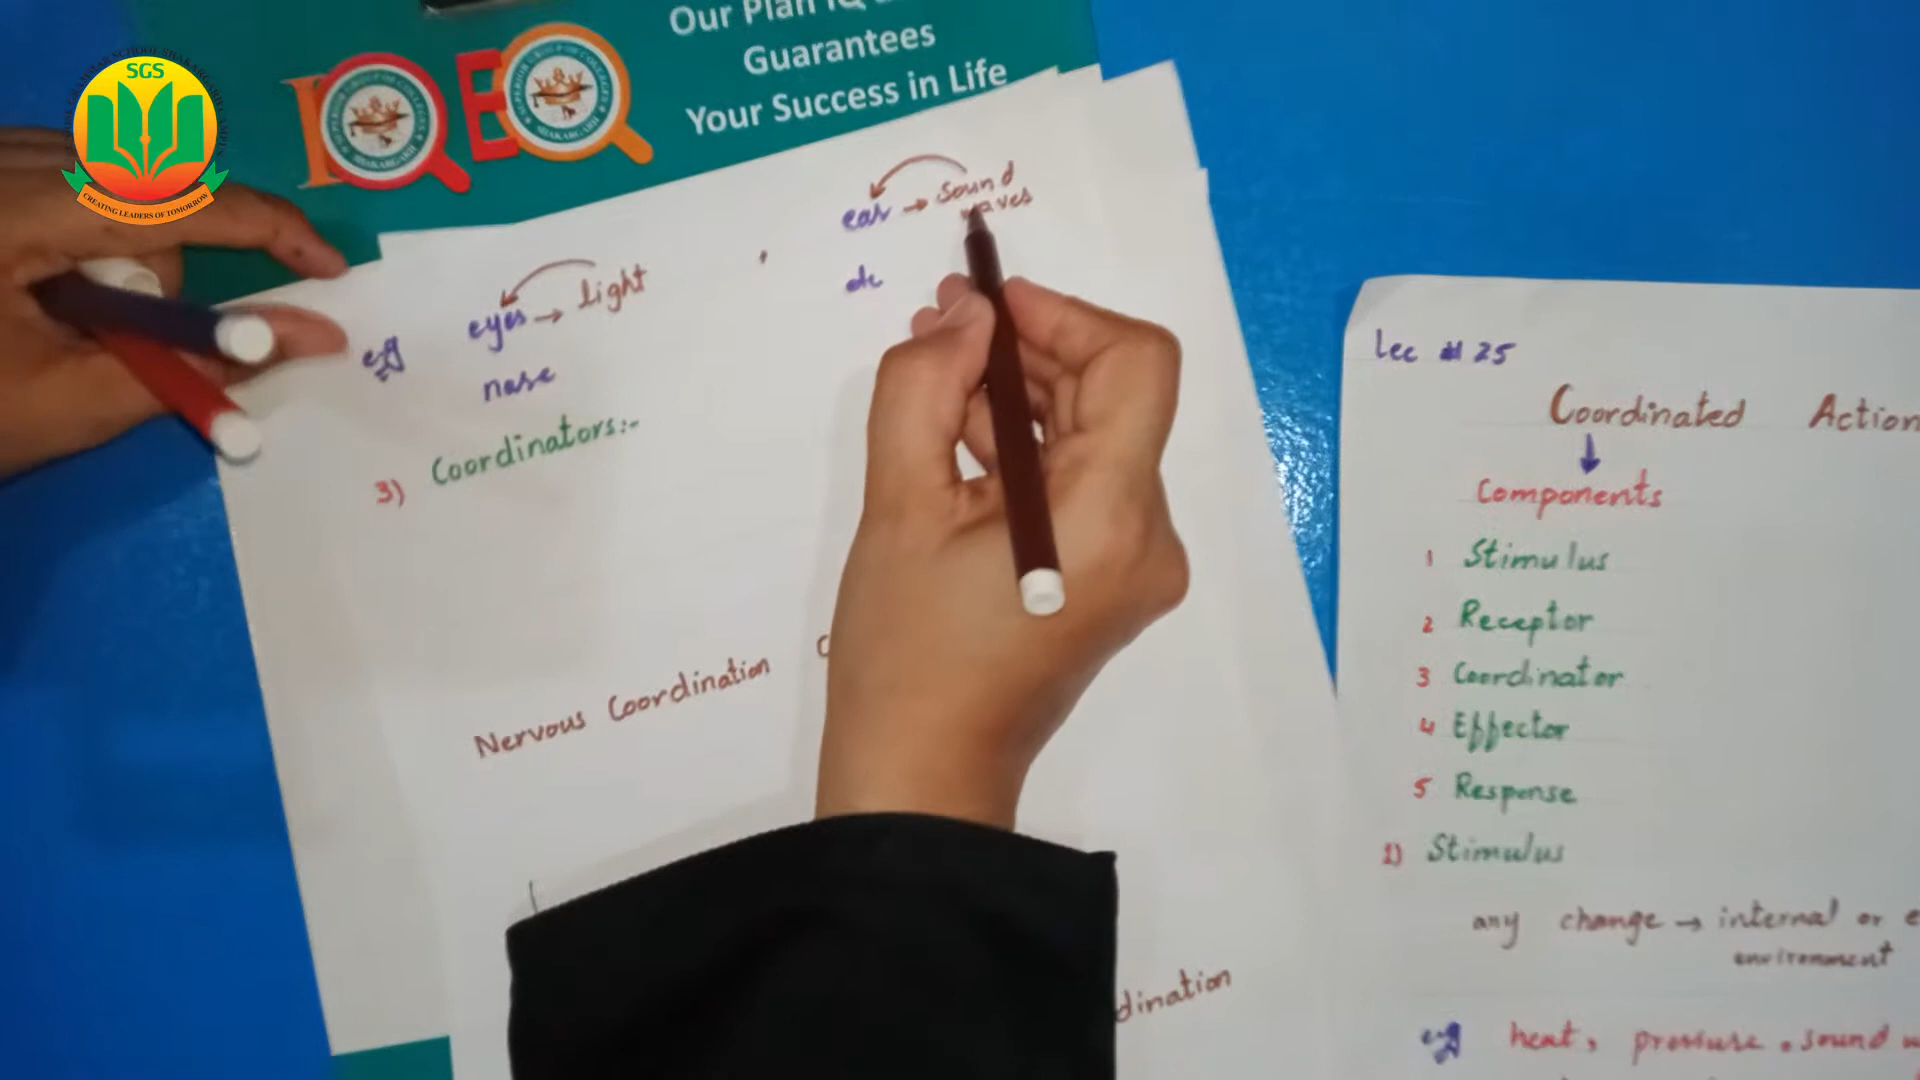 SGS
CREATING LEADERS OF TOMORROW
Our Plan IQ
Guarantees
Your Success in Life
IQEQ
ear → sound
waves
eyes → light
etc
eg
nose
3) Coordinators:-
Nervous Coordination
dination
Lec # 25
Coordinated Action
Components
1 Stimulus
2 Receptor
3 Coordinator
4 Effector
5 Response
1) Stimulus
any change → internal or e
environment
eg heat, pressure, sound w